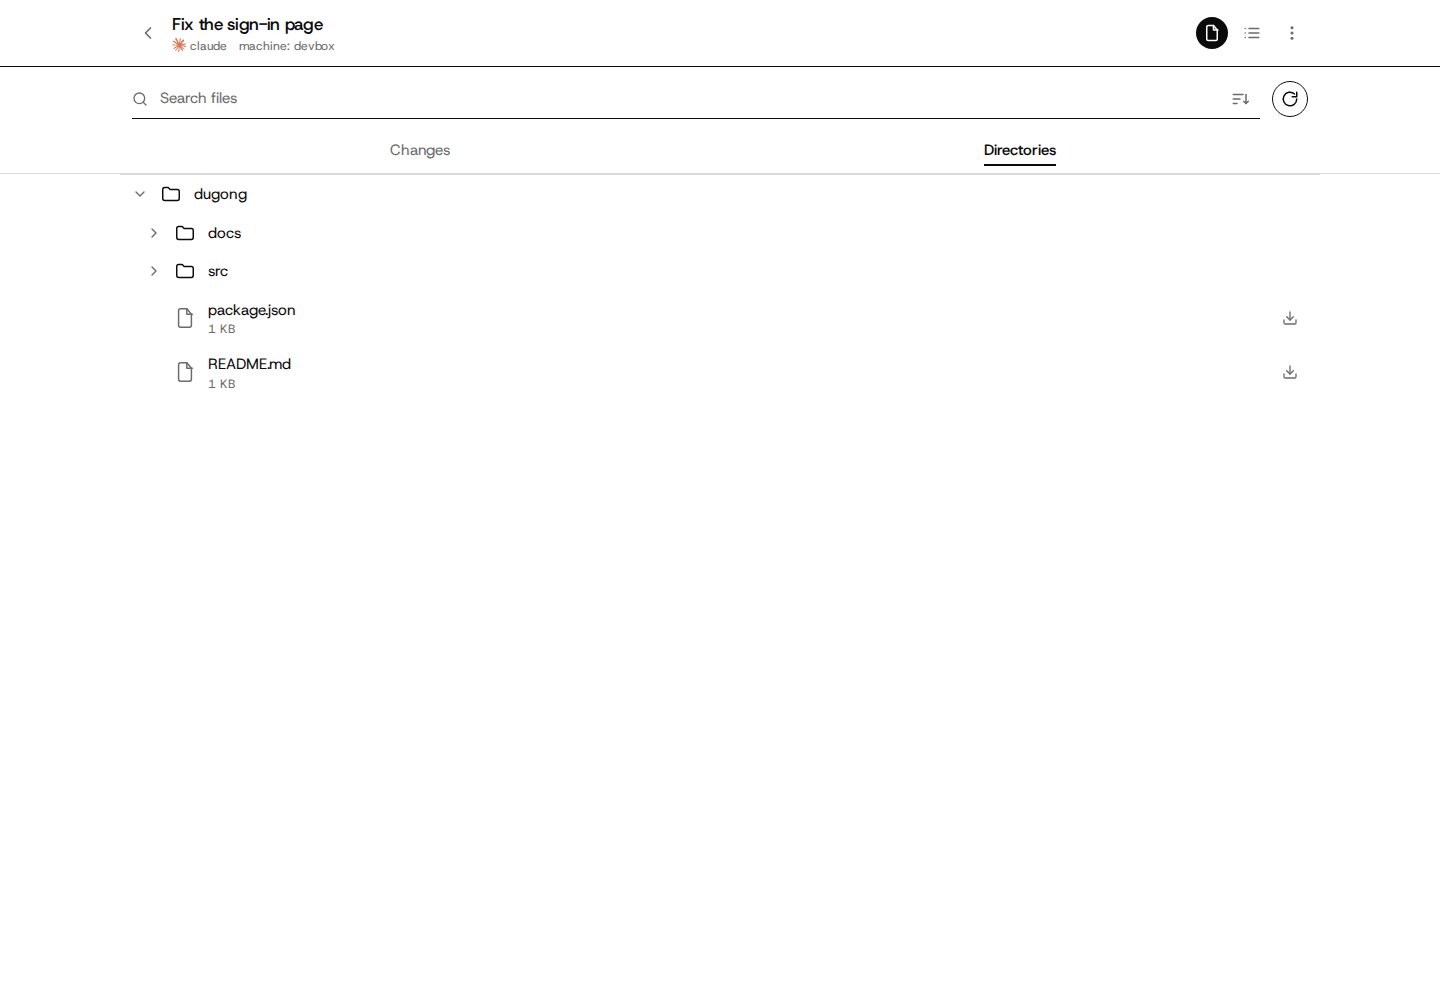 Fix the sign-in page
claude machine: devbox
Search files
Changes Directories
dugong
docs
src
package.json
1 KB
README.md
1 KB